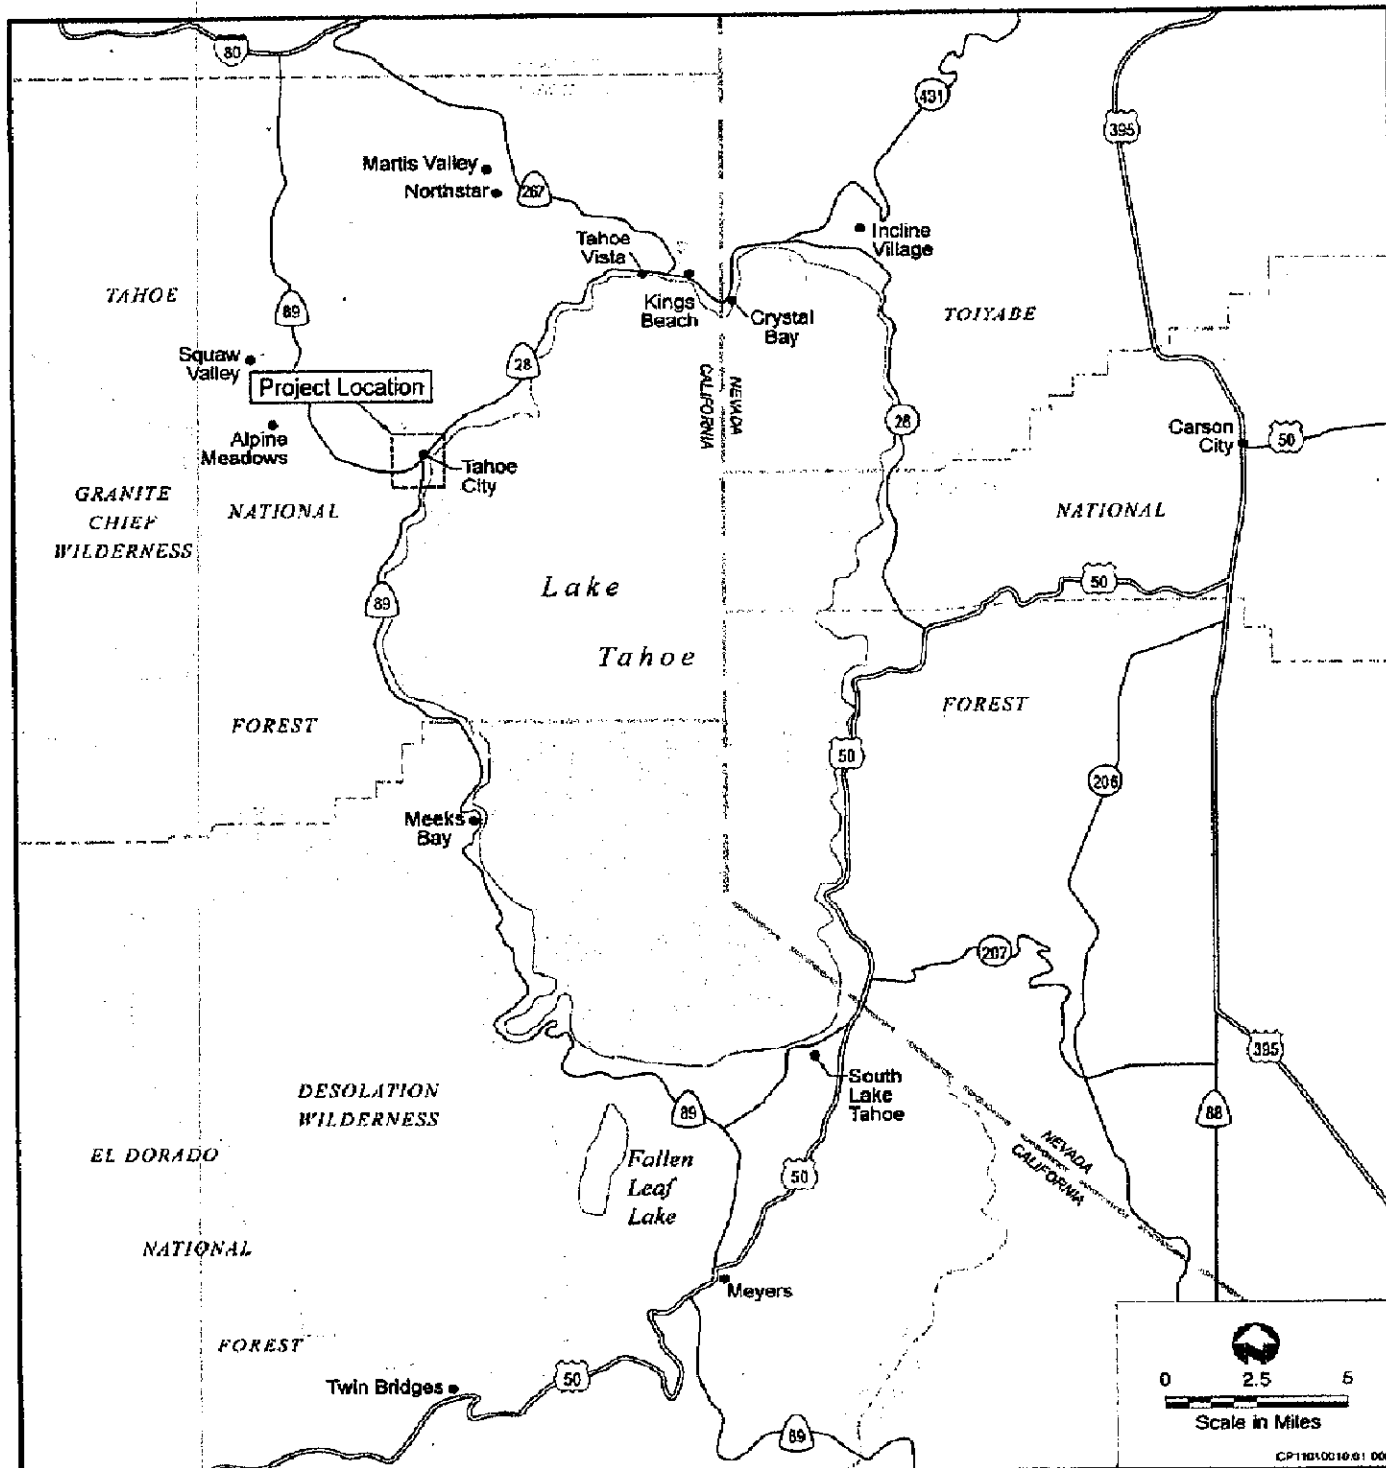 80
431
395
Martis Valley
Northstar
267
Incline
Village
Tahoe
Vista
TAHOE
89
Kings
Beach
Crystal
Bay
TOIYABE
Squaw
Valley
28
Project Location
CALIFORNIA
NEVADA
28
Alpine
Meadows
Carson
City
50
Tahoe
City
GRANITE
CHIEF
WILDERNESS
NATIONAL
NATIONAL
89
Lake
Tahoe
50
FOREST
FOREST
50
206
Meeks
Bay
207
395
South
Lake
Tahoe
DESOLATION
WILDERNESS
89
88
EL DORADO
NEVADA
CALIFORNIA
Fallen
Leaf
Lake
50
NATIONAL
Meyers
FOREST
Twin Bridges
50
89
0 2.5 5
Scale in Miles